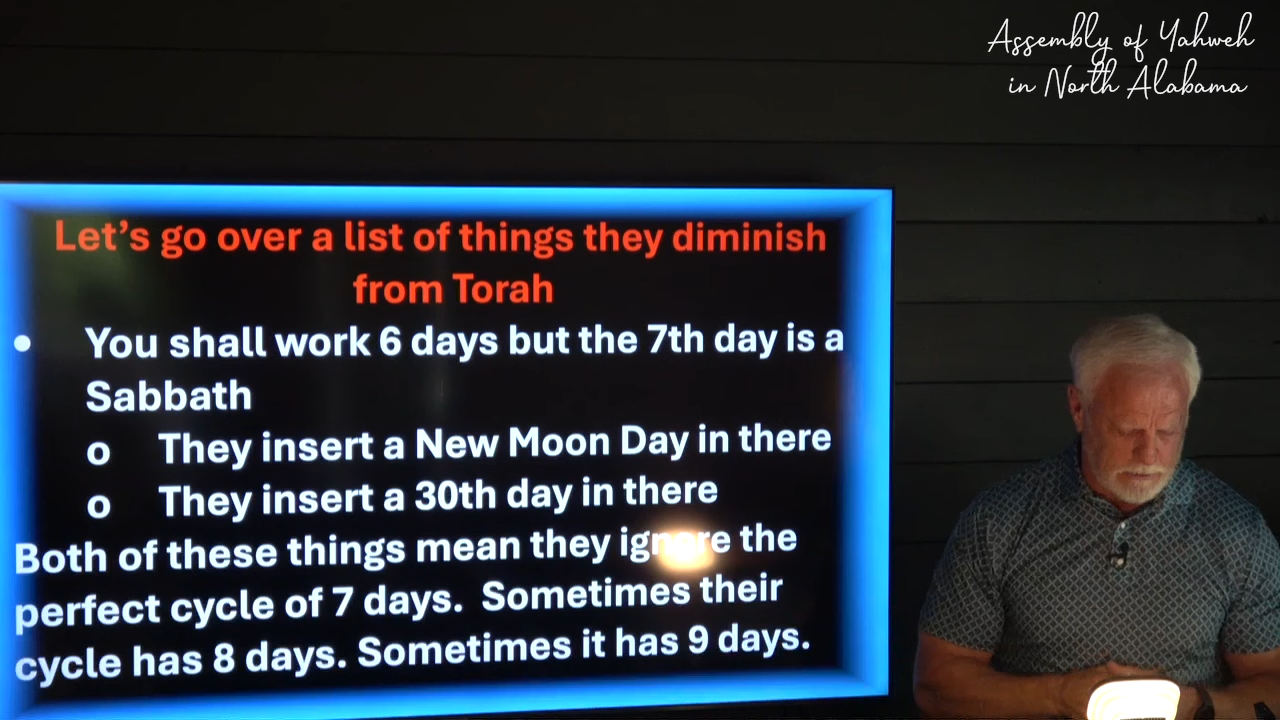 Assembly of Yahweh
in North Alabama
Let's go over a list of things they diminish
from Torah
• You shall work 6 days but the 7th day is a
Sabbath
o They insert a New Moon Day in there
o They insert a 30th day in there
Both of these things mean they ignore the
perfect cycle of 7 days. Sometimes their
cycle has 8 days. Sometimes it has 9 days.